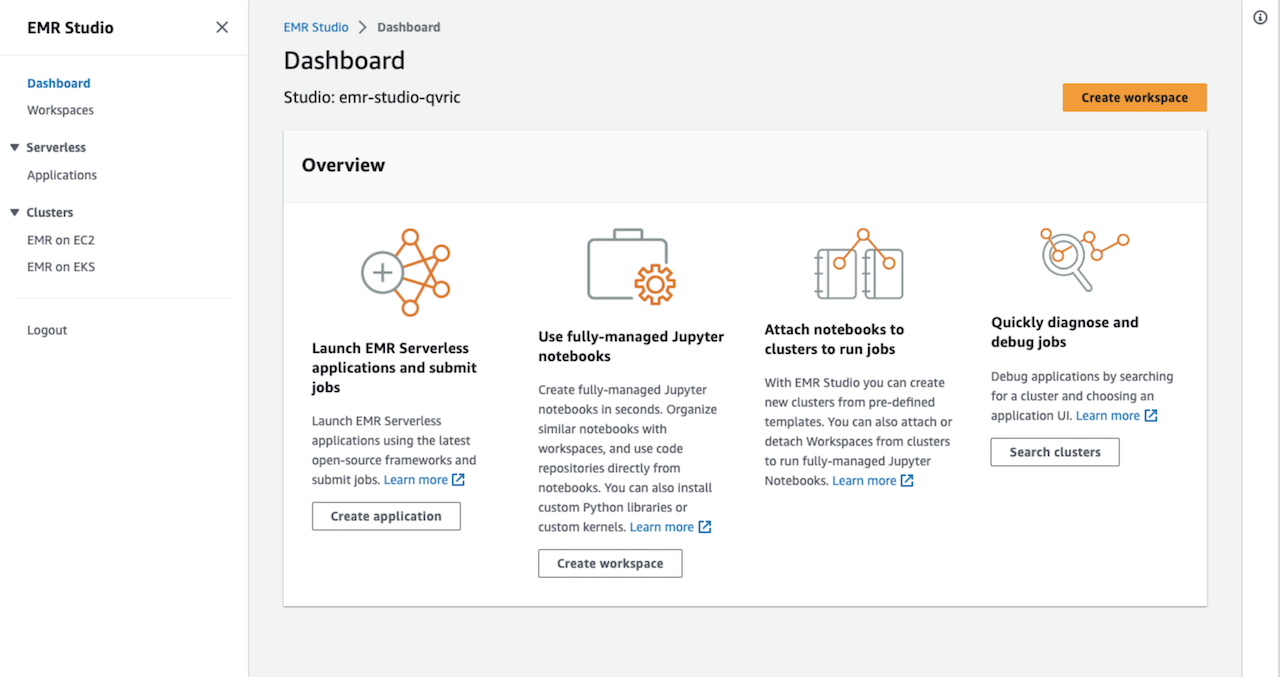 EMR Studio
Dashboard
Workspaces
Serverless
Applications
Clusters
EMR on EC2
EMR on EKS
Logout
EMR Studio > Dashboard
Dashboard
Studio: emr-studio-qvric
Create workspace
Overview
Launch EMR Serverless
applications and submit
jobs
Launch EMR Serverless
applications using the latest
open-source frameworks and
submit jobs. Learn more
Create application
Use fully-managed Jupyter
notebooks
Create fully-managed Jupyter
notebooks in seconds. Organize
similar notebooks with
workspaces, and use code
repositories directly from
notebooks. You can also install
custom Python libraries or
custom kernels. Learn more
Create workspace
Attach notebooks to
clusters to run jobs
With EMR Studio you can create
new clusters from pre-defined
templates. You can also attach or
detach Workspaces from clusters
to run fully-managed Jupyter
Notebooks. Learn more
Quickly diagnose and
debug jobs
Debug applications by searching
for a cluster and choosing an
application UI. Learn more
Search clusters